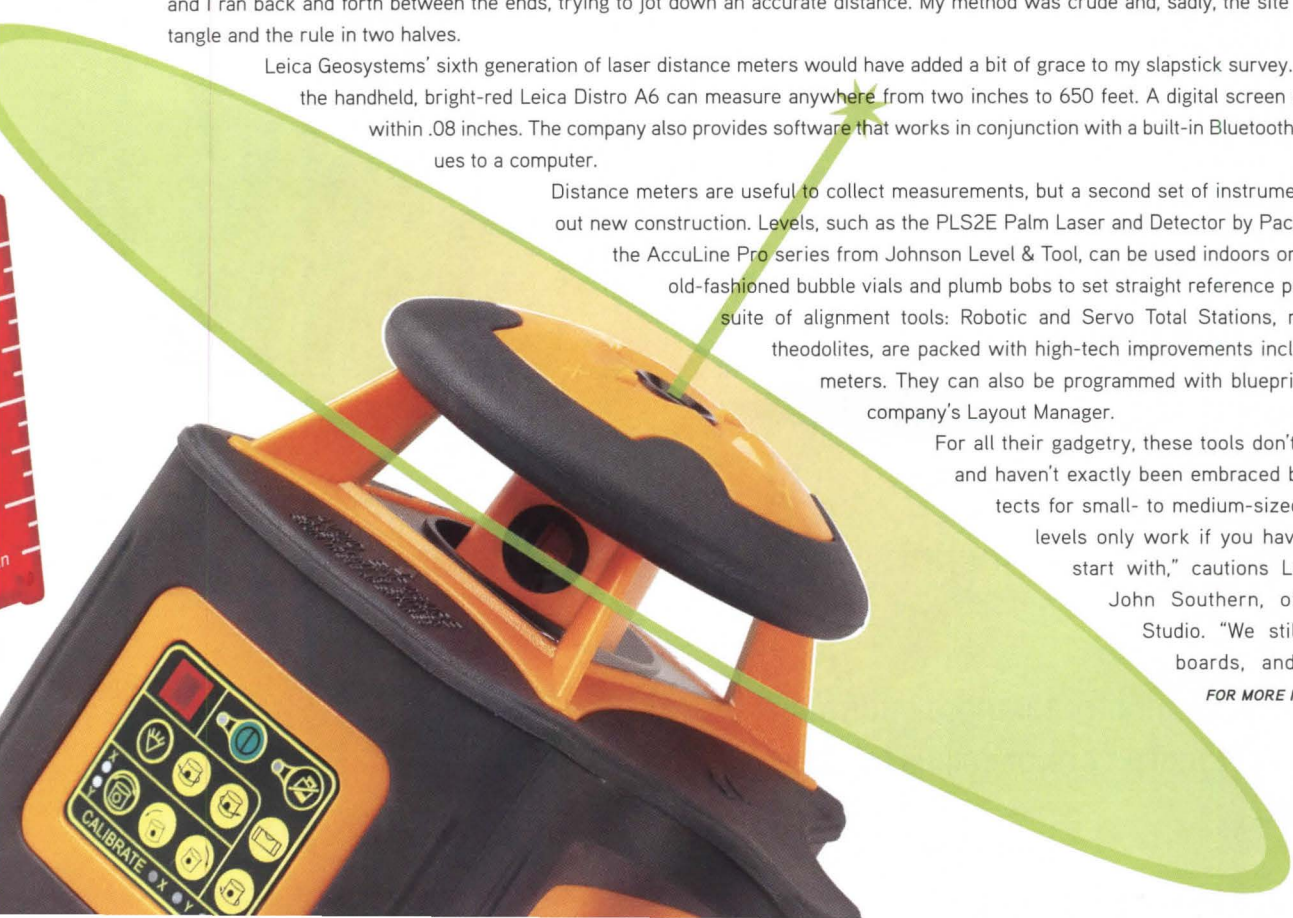 and I ran back and forth between the ends, trying to jot down an accurate distance. My method was crude and, sadly, the site
tangle and the rule in two halves.
Leica Geosystems' sixth generation of laser distance meters would have added a bit of grace to my slapstick survey.
the handheld, bright-red Leica Distro A6 can measure anywhere from two inches to 650 feet. A digital screen
within .08 inches. The company also provides software that works in conjunction with a built-in Bluetooth
ues to a computer.
Distance meters are useful to collect measurements, but a second set of instrume
out new construction. Levels, such as the PLS2E Palm Laser and Detector by Pac
the AccuLine Pro series from Johnson Level & Tool, can be used indoors or
old-fashioned bubble vials and plumb bobs to set straight reference p
suite of alignment tools: Robotic and Servo Total Stations, r
theodolites, are packed with high-tech improvements incl
meters. They can also be programmed with bluepri
company's Layout Manager.
For all their gadgetry, these tools don't
and haven't exactly been embraced b
tects for small- to medium-sized
levels only work if you hav
start with,” cautions L
John Southern, o
Studio. “We stil
boards, and
FOR MORE I
n
X
Y
CALIBRATE X Y